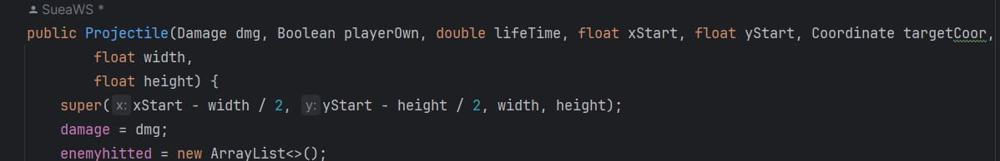 SueaWS *
public Projectile(Damage dmg, Boolean playerOwn, double lifeTime, float xStart, float yStart, Coordinate targetCoor,
float width,
float height) {
super( x: xStart - width / 2, y: yStart - height / 2, width, height);
damage = dmg;
enemyhitted = new ArrayList<>();